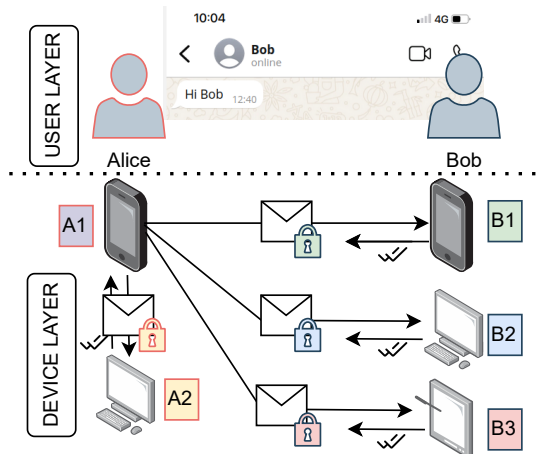 10:04
4G
Bob
online
Hi Bob 12:40
USER LAYER
Alice
Bob
A1
B1
DEVICE LAYER
B2
A2
B3